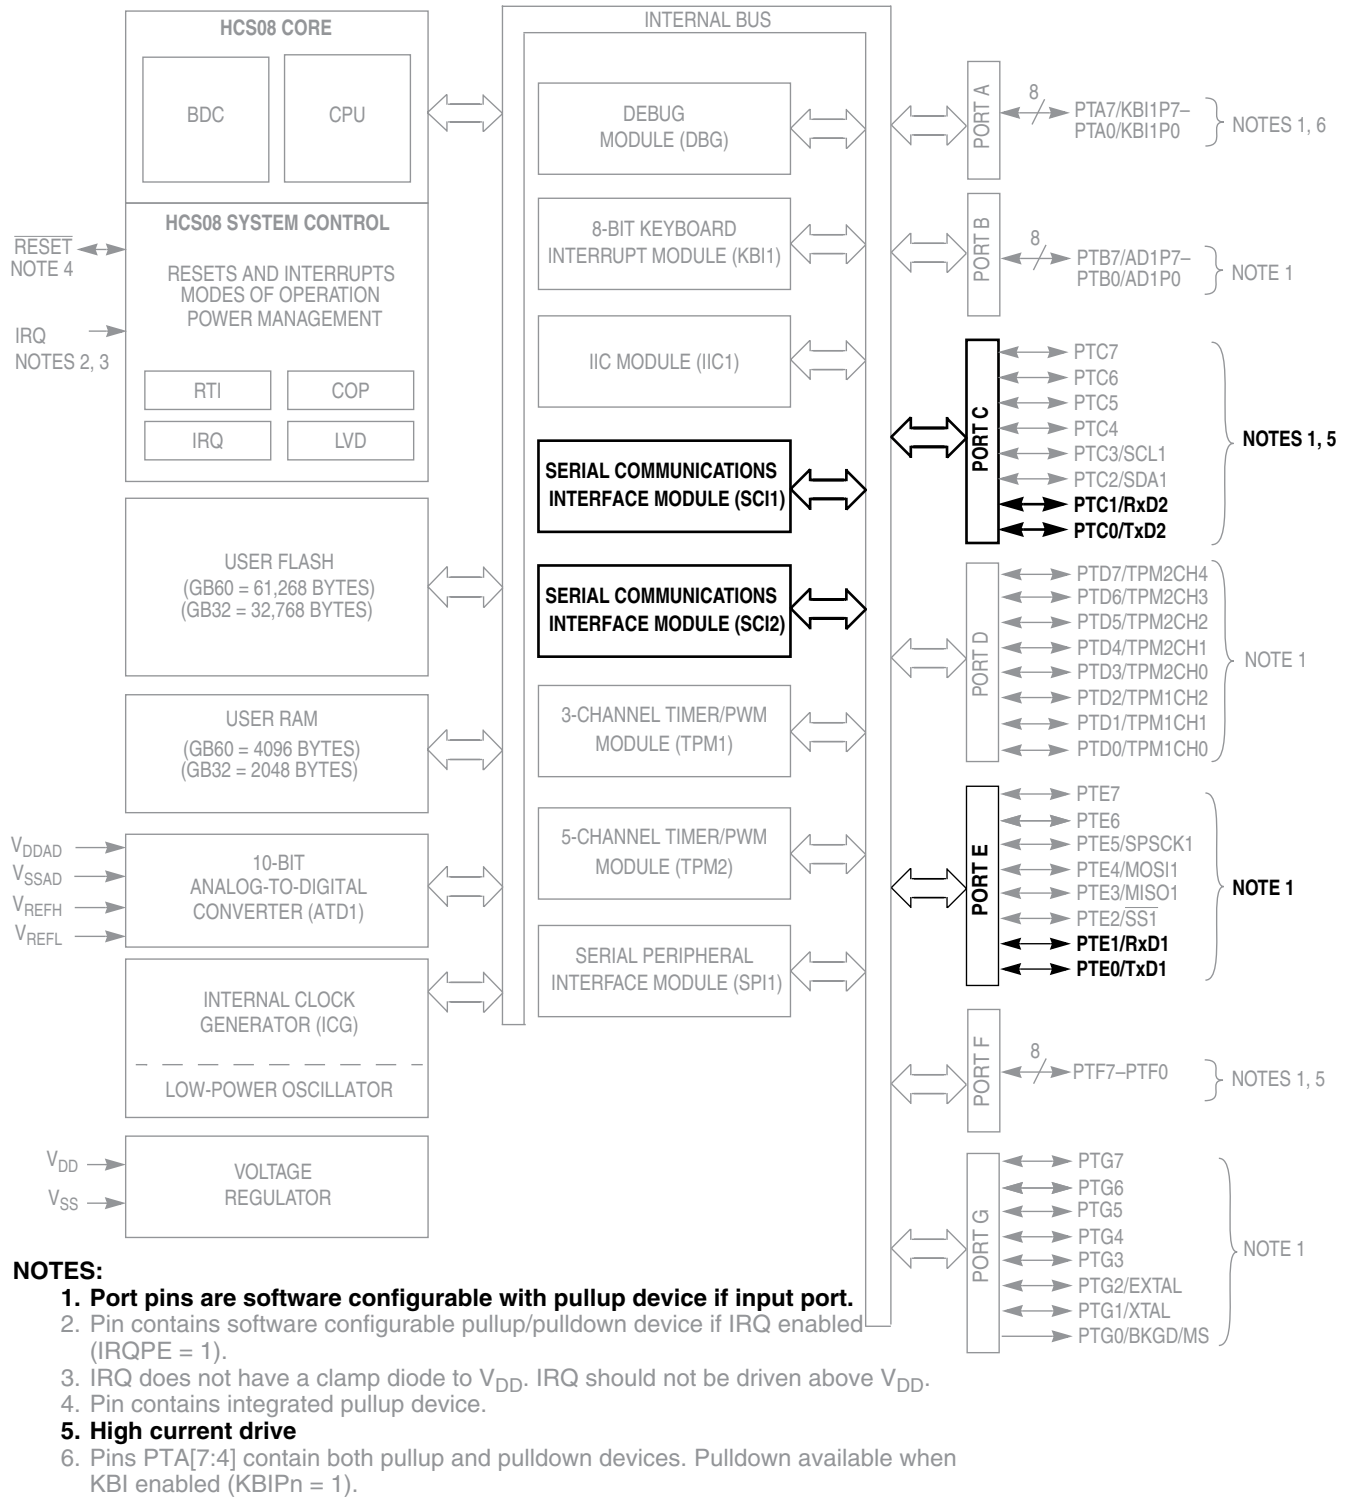 HCS08 CORE
BDC
CPU
HCS08 SYSTEM CONTROL
RESETS AND INTERRUPTS
MODES OF OPERATION
POWER MANAGEMENT
RTI
COP
IRQ
LVD
RESET
NOTE 4
IRQ
NOTES 2, 3
USER FLASH
(GB60 = 61,268 BYTES)
(GB32 = 32,768 BYTES)
USER RAM
(GB60 = 4096 BYTES)
(GB32 = 2048 BYTES)
VDDAD
VSSAD
VREFH
VREFL
10-BIT
ANALOG-TO-DIGITAL
CONVERTER (ATD1)
INTERNAL CLOCK
GENERATOR (ICG)
LOW-POWER OSCILLATOR
VDD
VSS
VOLTAGE
REGULATOR
INTERNAL BUS
DEBUG
MODULE (DBG)
8-BIT KEYBOARD
INTERRUPT MODULE (KBI1)
IIC MODULE (IIC1)
SERIAL COMMUNICATIONS
INTERFACE MODULE (SCI1)
SERIAL COMMUNICATIONS
INTERFACE MODULE (SCI2)
3-CHANNEL TIMER/PWM
MODULE (TPM1)
5-CHANNEL TIMER/PWM
MODULE (TPM2)
SERIAL PERIPHERAL
INTERFACE MODULE (SPI1)
PORT A
8
PTA7/KBI1P7–
PTA0/KBI1P0
NOTES 1, 6
PORT B
8
PTB7/AD1P7–
PTB0/AD1P0
NOTE 1
PORT C
PTC7
PTC6
PTC5
PTC4
PTC3/SCL1
PTC2/SDA1
PTC1/RxD2
PTC0/TxD2
NOTES 1, 5
PORT D
PTD7/TPM2CH4
PTD6/TPM2CH3
PTD5/TPM2CH2
PTD4/TPM2CH1
PTD3/TPM2CH0
PTD2/TPM1CH2
PTD1/TPM1CH1
PTD0/TPM1CH0
NOTE 1
PORT E
PTE7
PTE6
PTE5/SPSCK1
PTE4/MOSI1
PTE3/MISO1
PTE2/SS1
PTE1/RxD1
PTE0/TxD1
NOTE 1
PORT F
8
PTF7–PTF0
NOTES 1, 5
PORT G
PTG7
PTG6
PTG5
PTG4
PTG3
PTG2/EXTAL
PTG1/XTAL
PTG0/BKGD/MS
NOTE 1
NOTES:
1. Port pins are software configurable with pullup device if input port.
2. Pin contains software configurable pullup/pulldown device if IRQ enabled
(IRQPE = 1).
3. IRQ does not have a clamp diode to VDD. IRQ should not be driven above VDD.
4. Pin contains integrated pullup device.
5. High current drive
6. Pins PTA[7:4] contain both pullup and pulldown devices. Pulldown available when
KBI enabled (KBIPn = 1).